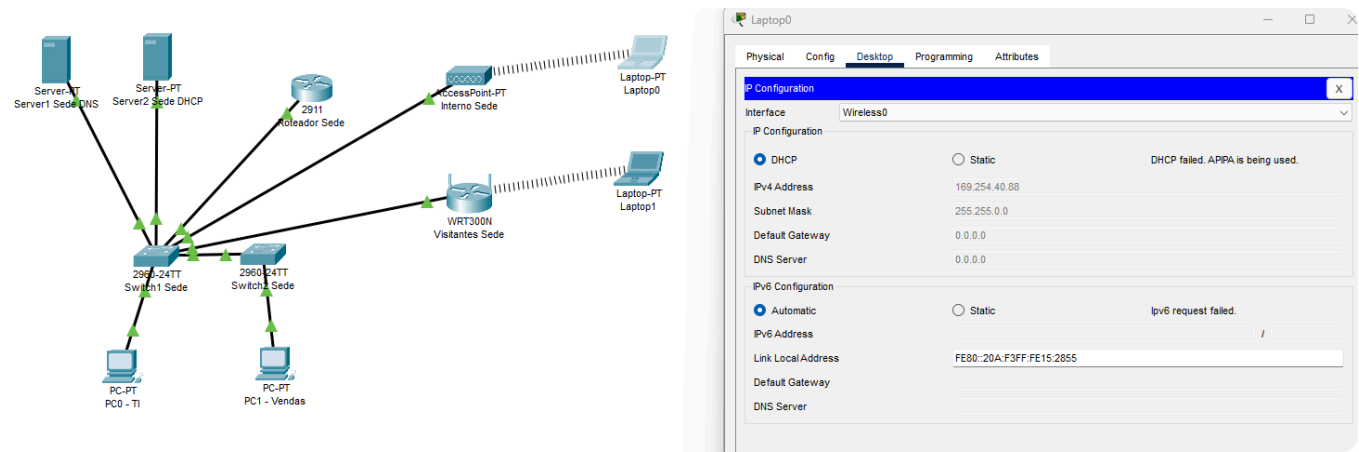 Server-PT
Server1 Sede DNS
Server-PT
Server2 Sede DHCP
2911
Roteador Sede
AccessPoint-PT
Interno Sede
Laptop-PT
Laptop0
WRT300N
Visitantes Sede
Laptop-PT
Laptop1
2960-24TT
Switch1 Sede
2960-24TT
Switch2 Sede
PC-PT
PC0 - TI
PC-PT
PC1 - Vendas
Laptop0
Physical Config Desktop Programming Attributes
IP Configuration X
Interface Wireless0
IP Configuration
DHCP Static DHCP failed. APIPA is being used.
IPv4 Address 169.254.40.88
Subnet Mask 255.255.0.0
Default Gateway 0.0.0.0
DNS Server 0.0.0.0
IPv6 Configuration
Automatic Static Ipv6 request failed.
IPv6 Address /
Link Local Address FE80::20A:F3FF:FE15:2855
Default Gateway
DNS Server